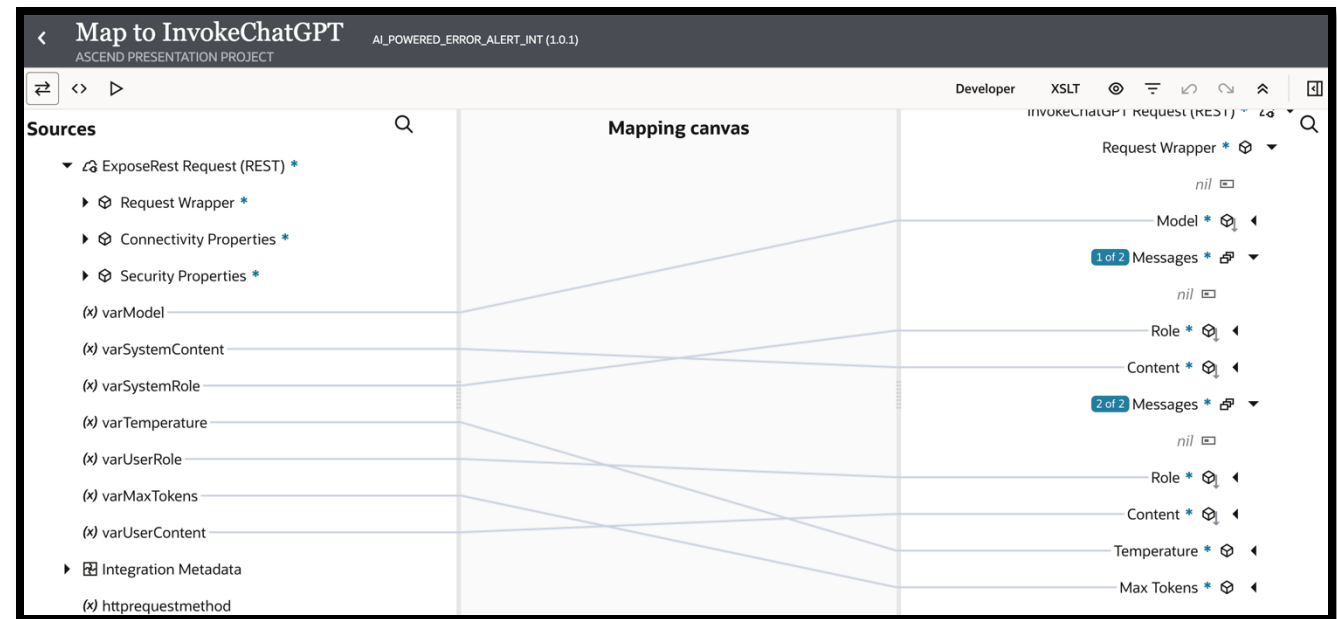 Map to InvokeChatGPT AI_POWERED_ERROR_ALERT_INT (1.0.1)
ASCEND PRESENTATION PROJECT
Developer XSLT
Sources
Mapping canvas
ExposeRest Request (REST) *
Request Wrapper *
Connectivity Properties *
Security Properties *
(x) varModel
(x) varSystemContent
(x) varSystemRole
(x) varTemperature
(x) varUserRole
(x) varMaxTokens
(x) varUserContent
Integration Metadata
(x) httprequestmethod
InvokeChatGPT Request (REST) *
Request Wrapper *
nil
Model *
1 of 2 Messages *
nil
Role *
Content *
2 of 2 Messages *
nil
Role *
Content *
Temperature *
Max Tokens *